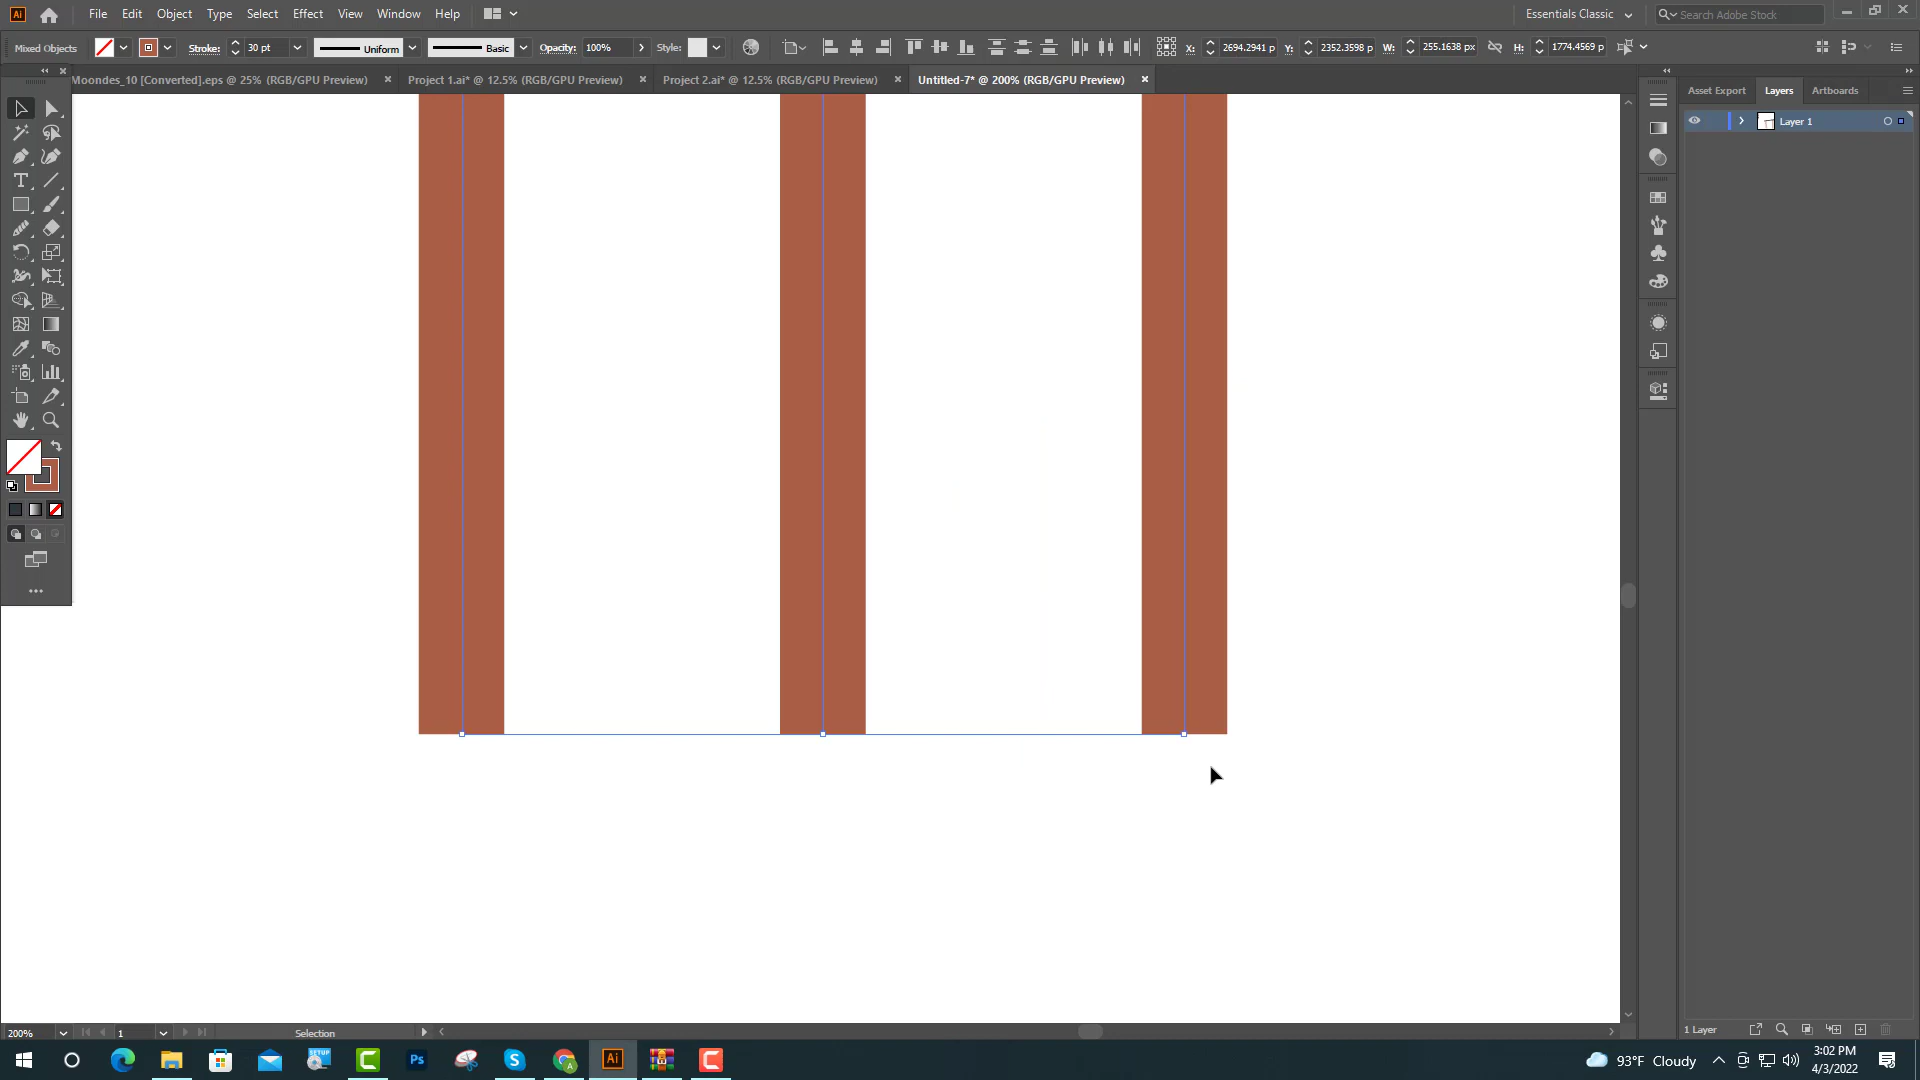 Ai File Edit Object Type Select Effect View Window Help Essentials Classic Search Adobe Stock
Mixed Objects Stroke: 30 pt Uniform Basic Opacity: 100% Style: X: 2694.2941 p Y: 2352.3598 p W: 255.1638 px H: 1774.4569 p
Moondes_10 [Converted].eps @ 25% (RGB/GPU Preview) × Project 1.ai* @ 12.5% (RGB/GPU Preview) × Project 2.ai* @ 12.5% (RGB/GPU Preview) × Untitled-7* @ 200% (RGB/GPU Preview) ×
Asset Export Layers Artboards
Layer 1
200% 1 Selection
1 Layer
SETUP Ps S A Ai C
93°F Cloudy
3:02 PM
4/3/2022